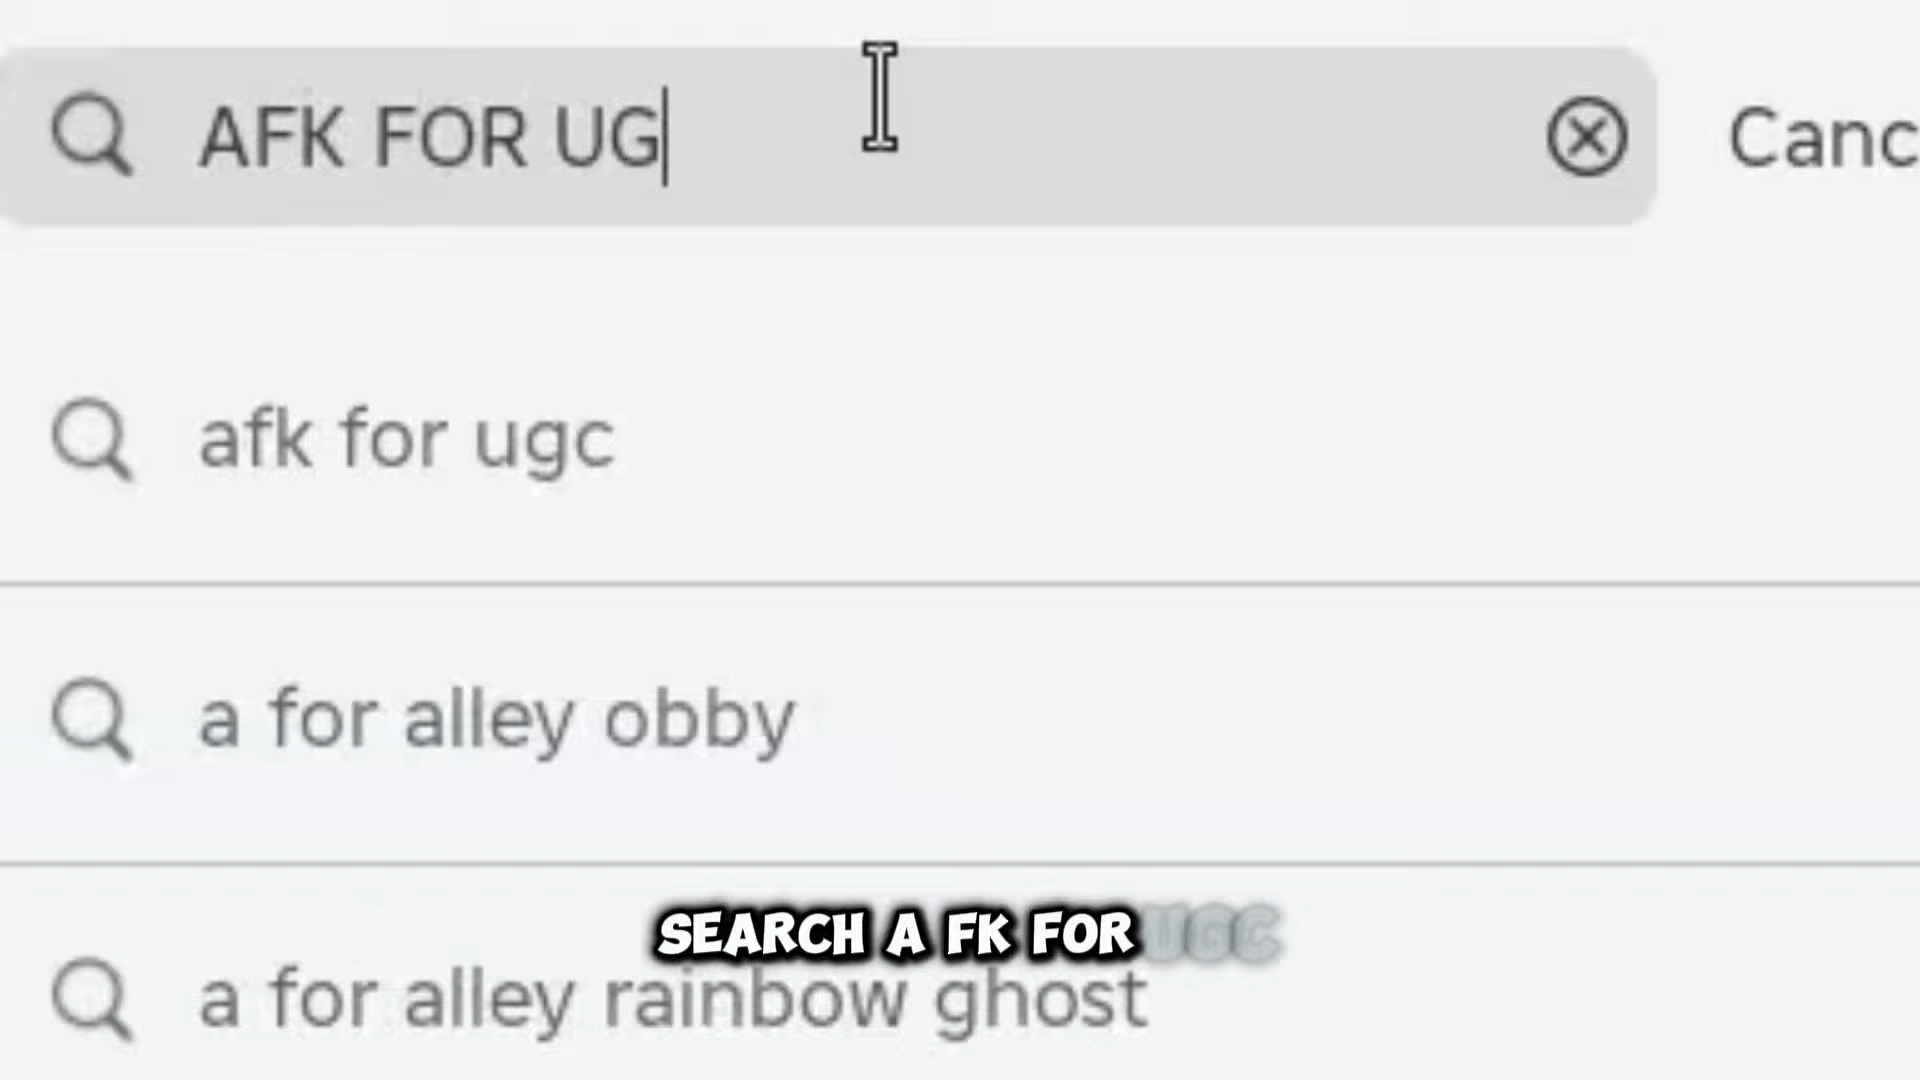 AFK FOR UG
Canc
afk for ugc
a for alley obby
SEARCH A FK FOR UGC
a for alley rainbow ghost